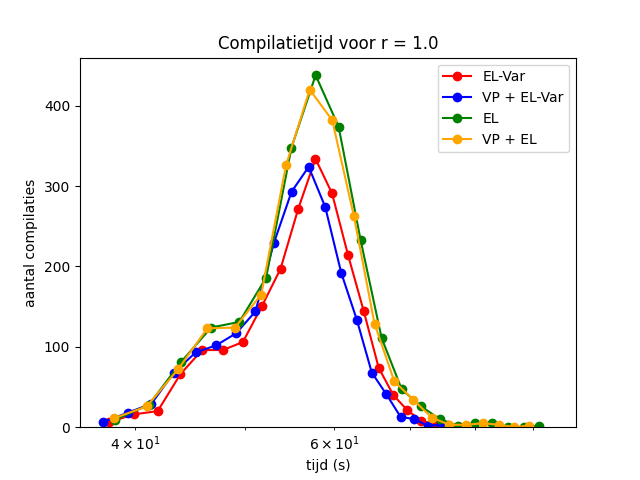 Compilatietijd voor r = 1.0
EL-Var
VP + EL-Var
EL
VP + EL
aantal compilaties
400
300
200
100
0
4 × 10¹
6 × 10¹
tijd (s)